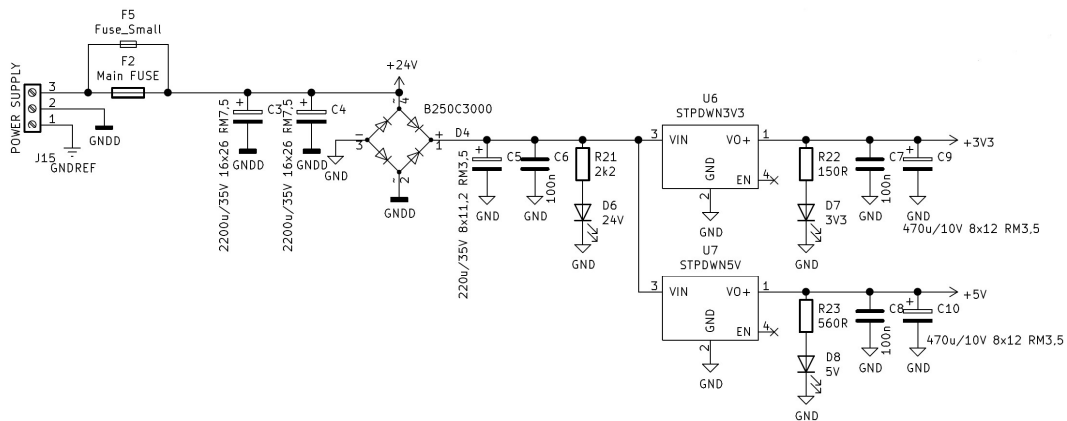 F5
Fuse_Small
F2
Main FUSE
POWER SUPPLY
3
2
1
J15
GNDD
GNDREF
+
C3
2200u/35V 16x26 RM7,5
GNDD
+
C4
2200u/35V 16x26 RM7,5
GNDD
+24V
B250C3000
~
4
-
3
GND
+
1
D4
~
2
GNDD
+
C5
220u/35V 8x11,2 RM3,5
GND
C6
100n
GND
R21
2k2
D6
24V
GND
U6
STPDWN3V3
3
VIN
VO+
1
GND
EN
4
2
GND
R22
150R
D7
3V3
GND
C7
100n
GND
+
C9
GND
470u/10V 8x12 RM3,5
+3V3
U7
STPDWN5V
3
VIN
VO+
1
GND
EN
4
2
GND
R23
560R
D8
5V
GND
C8
100n
GND
+
C10
GND
470u/10V 8x12 RM3,5
+5V